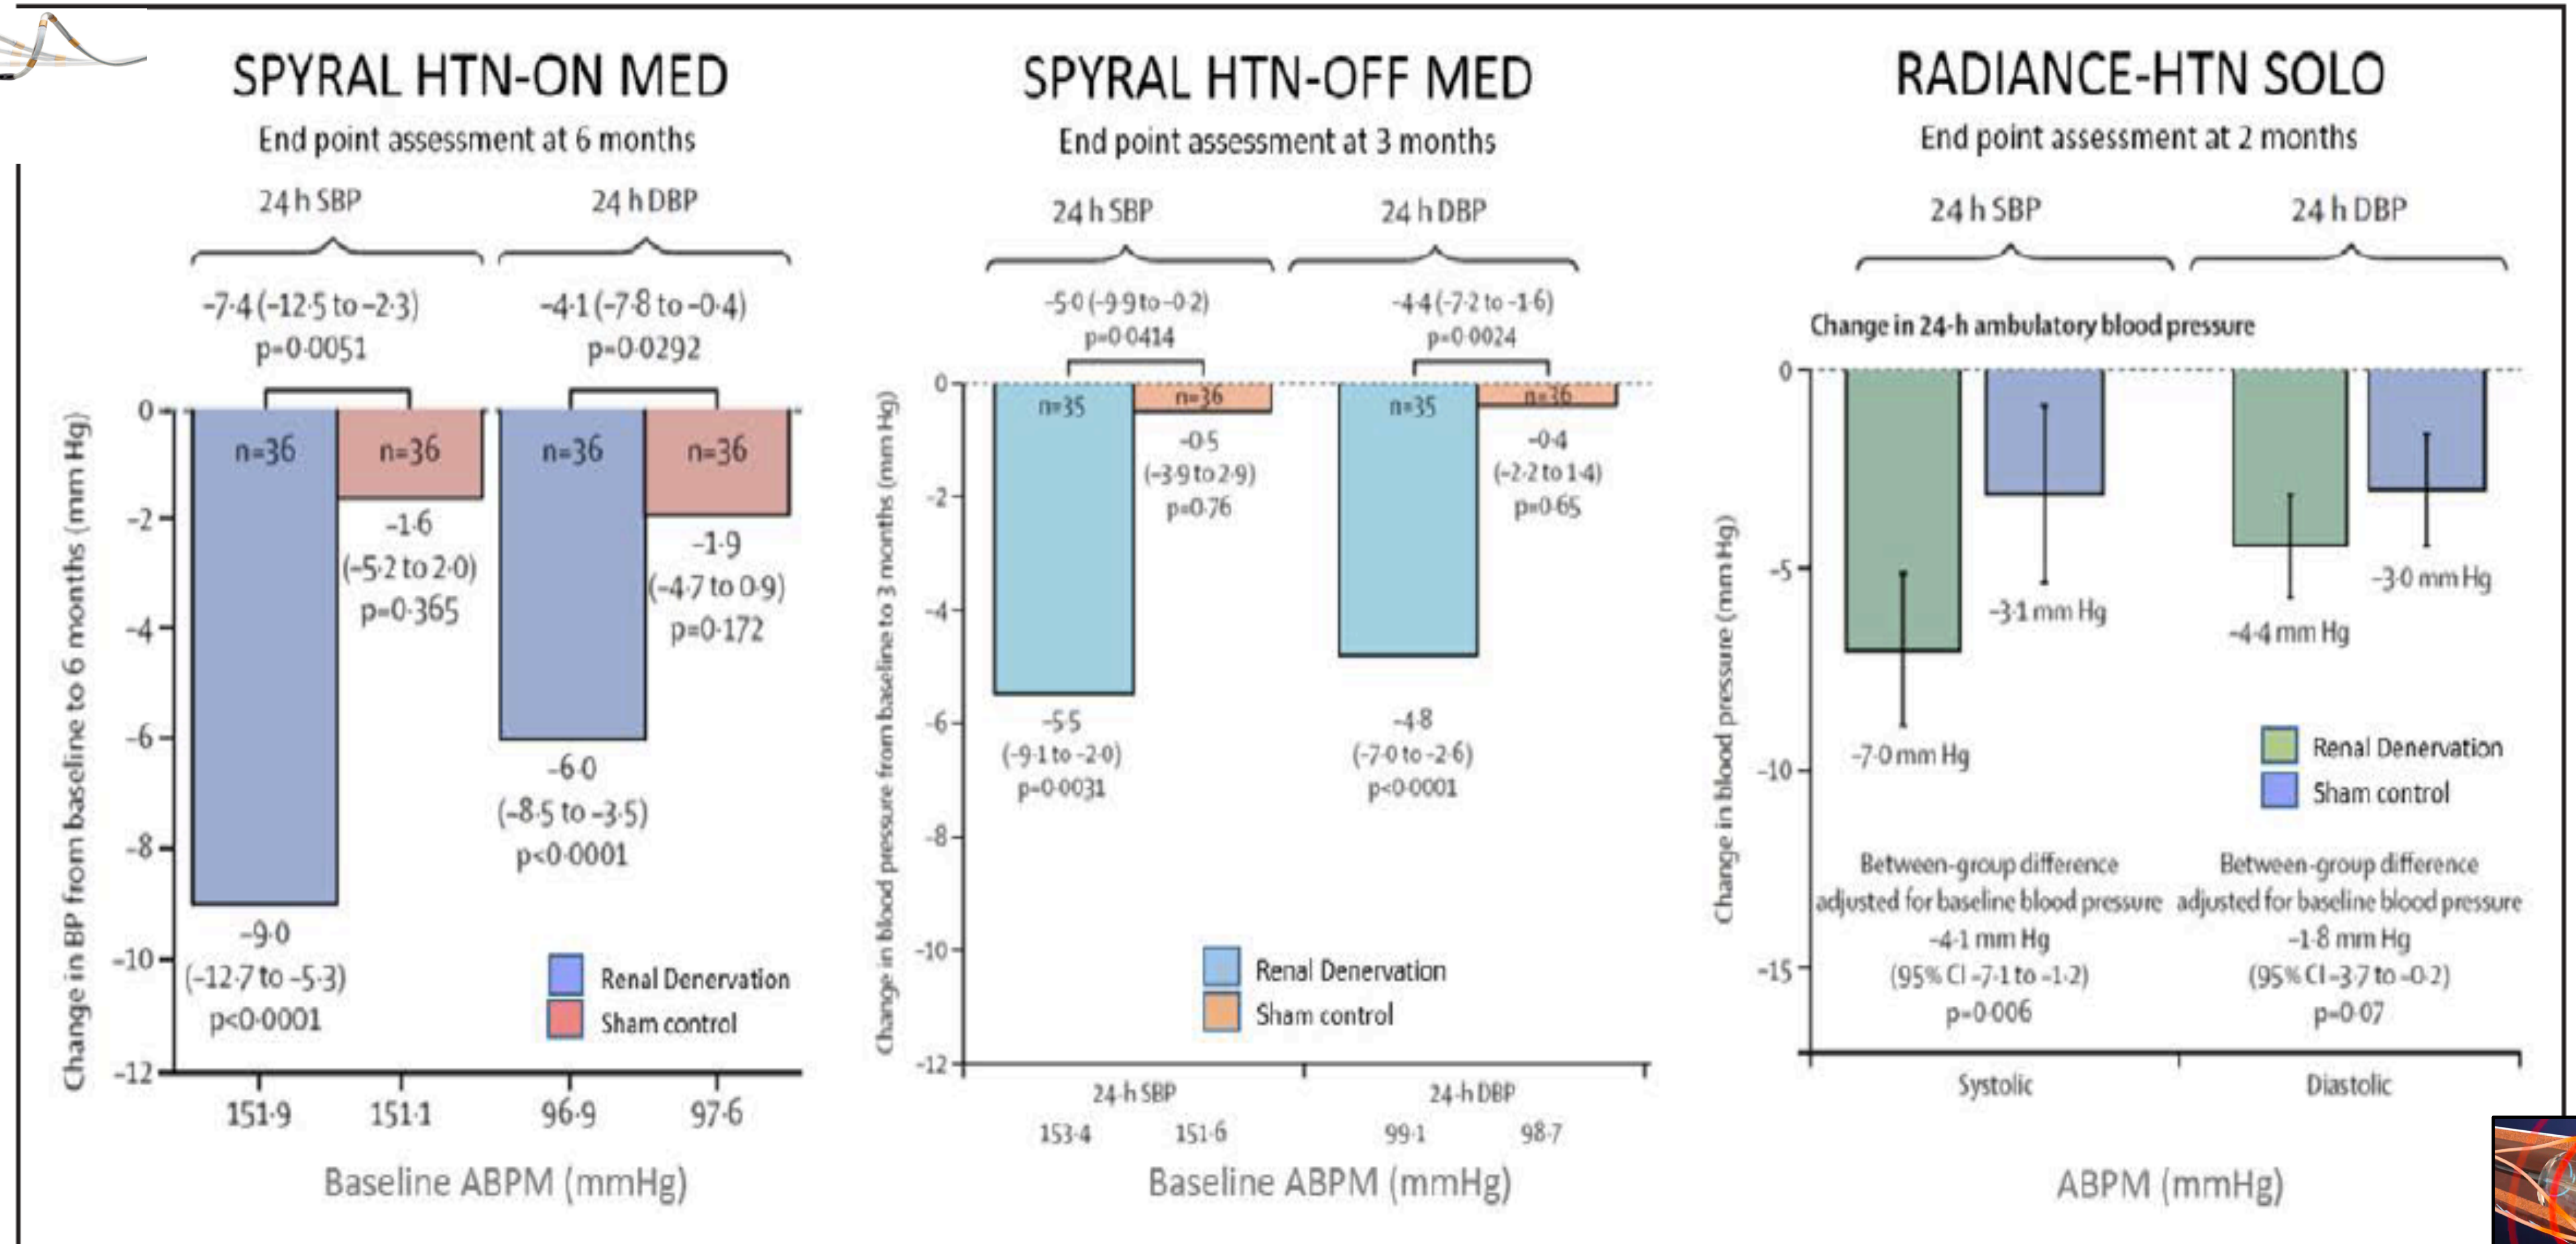 SPYRAL HTN-ON MED
End point assessment at 6 months
24 h SBP
24 h DBP
–7·4 (–12·5 to –2·3)
p=0·0051
–4·1 (–7·8 to –0·4)
p=0·0292
Change in BP from baseline to 6 months (mm Hg)
0
–2
–4
–6
–8
–10
–12
n=36
n=36
n=36
n=36
–1·6
(–5·2 to 2·0)
p=0·365
–1·9
(–4·7 to 0·9)
p=0·172
–6·0
(–8·5 to –3·5)
p<0·0001
–9·0
(–12·7 to –5·3)
p<0·0001
Renal Denervation
Sham control
151·9
151·1
96·9
97·6
Baseline ABPM (mmHg)
SPYRAL HTN-OFF MED
End point assessment at 3 months
24 h SBP
24 h DBP
–5·0 (–9·9 to –0·2)
p=0·0414
–4·4 (–7·2 to –1·6)
p=0·0024
Change in blood pressure from baseline to 3 months (mm Hg)
0
–2
–4
–6
–8
–10
–12
n=35
n=36
n=35
n=36
–0·5
(–3·9 to 2·9)
p=0·76
–0·4
(–2·2 to 1·4)
p=0·65
–5·5
(–9·1 to –2·0)
p=0·0031
–4·8
(–7·0 to –2·6)
p<0·0001
Renal Denervation
Sham control
24-h SBP
24-h DBP
153·4
151·6
99·1
98·7
Baseline ABPM (mmHg)
RADIANCE-HTN SOLO
End point assessment at 2 months
24 h SBP
24 h DBP
Change in 24-h ambulatory blood pressure
Change in blood pressure (mm Hg)
0
–5
–10
–15
–7·0 mm Hg
–3·1 mm Hg
–4·4 mm Hg
–3·0 mm Hg
Renal Denervation
Sham control
Between-group difference
adjusted for baseline blood pressure
–4·1 mm Hg
(95% CI –7·1 to –1·2)
p=0·006
Between-group difference
adjusted for baseline blood pressure
–1·8 mm Hg
(95% CI –3·7 to –0·2)
p=0·07
Systolic
Diastolic
ABPM (mmHg)